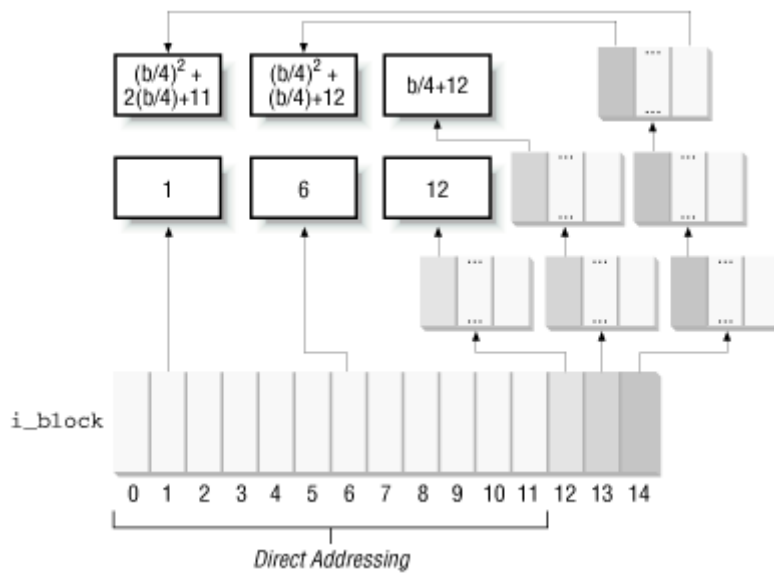 (b/4)² +
2(b/4)+11
(b/4)² +
(b/4)+12
b/4+12
1
6
12
i_block
0 1 2 3 4 5 6 7 8 9 10 11 12 13 14
Direct Addressing